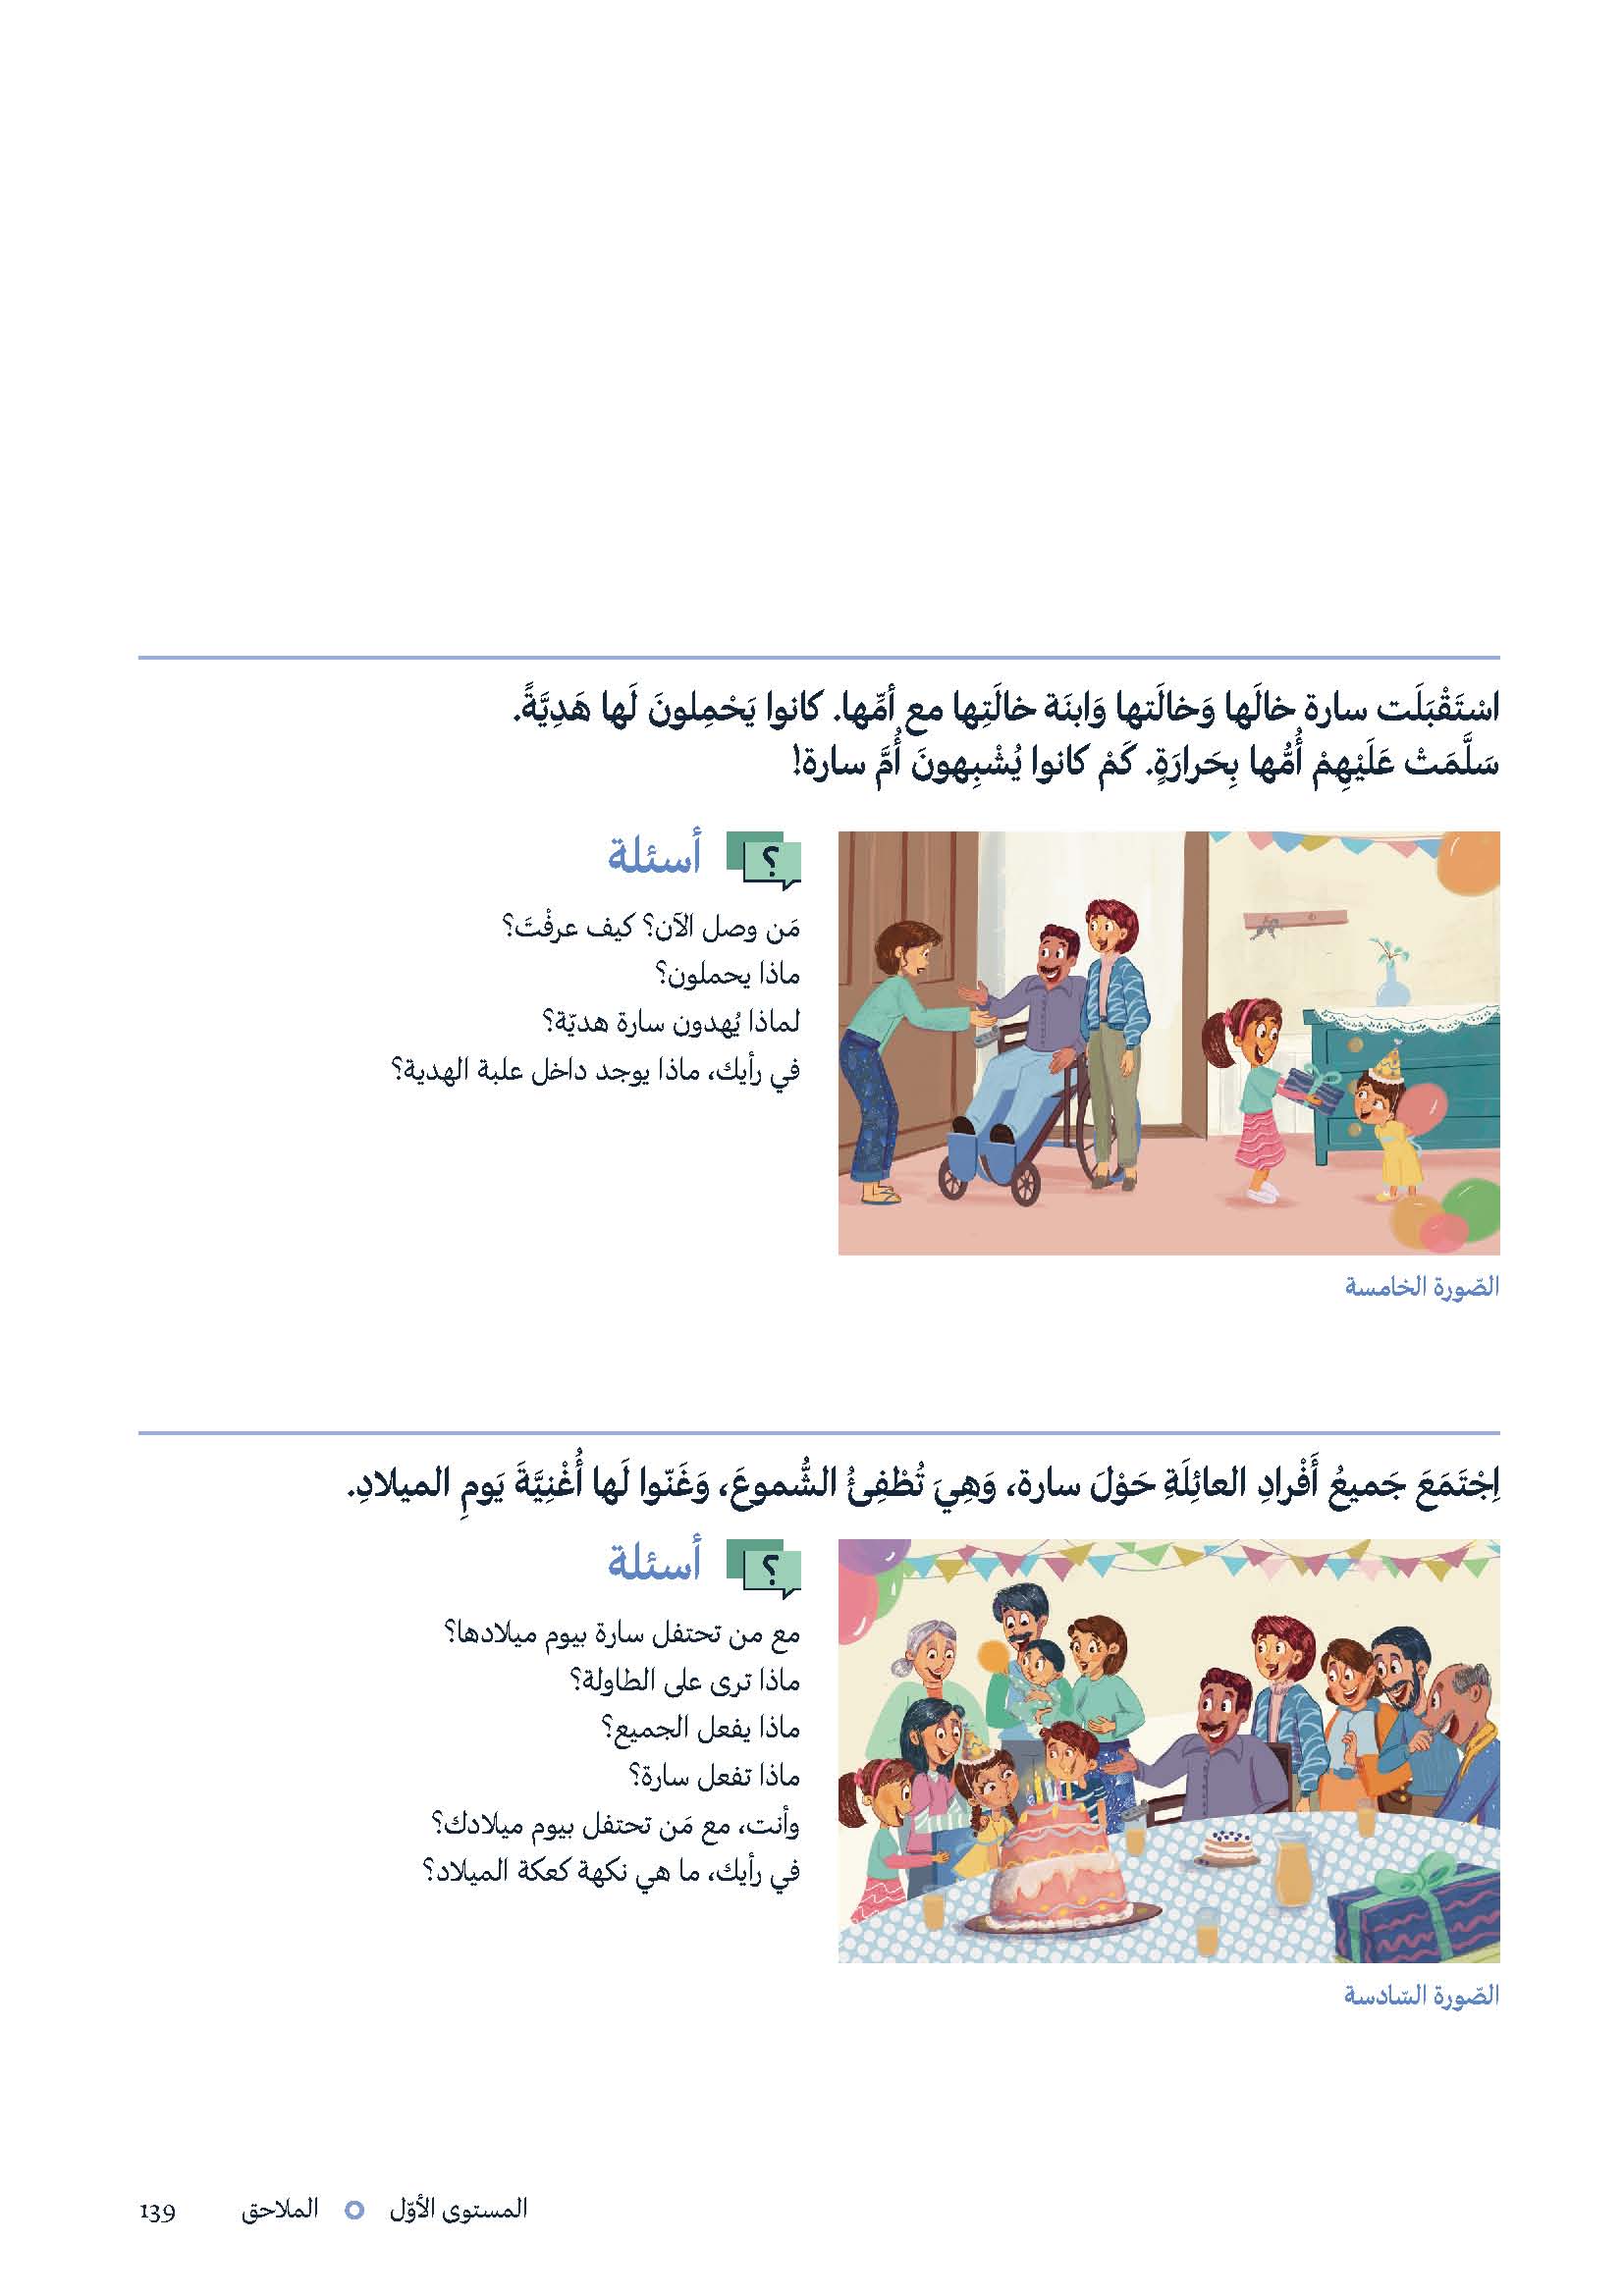 اسْتَقْبَلَت سارة خالَها وَخالَتها وَابنَة خالَتِها مع أمِّها. كانوا يَحْمِلونَ لَها هَدِيَّةً.
سَلَّمَتْ عَلَيْهِمْ أُمُّها بِحَرارَةٍ. كَمْ كانوا يُشْبِهونَ أُمَّ سارة!
أسئلة
مَن وصل الآن؟ كيف عرفْتَ؟
ماذا يحملون؟
لماذا يُهدون سارة هديّة؟
في رأيك، ماذا يوجد داخل علبة الهدية؟
الصّورة الخامسة
اِجْتَمَعَ جَميعُ أَفْرادِ العائِلَةِ حَوْلَ سارة، وَهِيَ تُطْفِئُ الشُّموعَ، وَغَنّوا لَها أُغْنِيَّةَ يَومِ الميلادِ.
أسئلة
مع من تحتفل سارة بيوم ميلادها؟
ماذا ترى على الطاولة؟
ماذا يفعل الجميع؟
ماذا تفعل سارة؟
وأنت، مع مَن تحتفل بيوم ميلادك؟
في رأيك، ما هي نكهة كعكة الميلاد؟
الصّورة السّادسة
المستوى الأوّل الملاحق 139